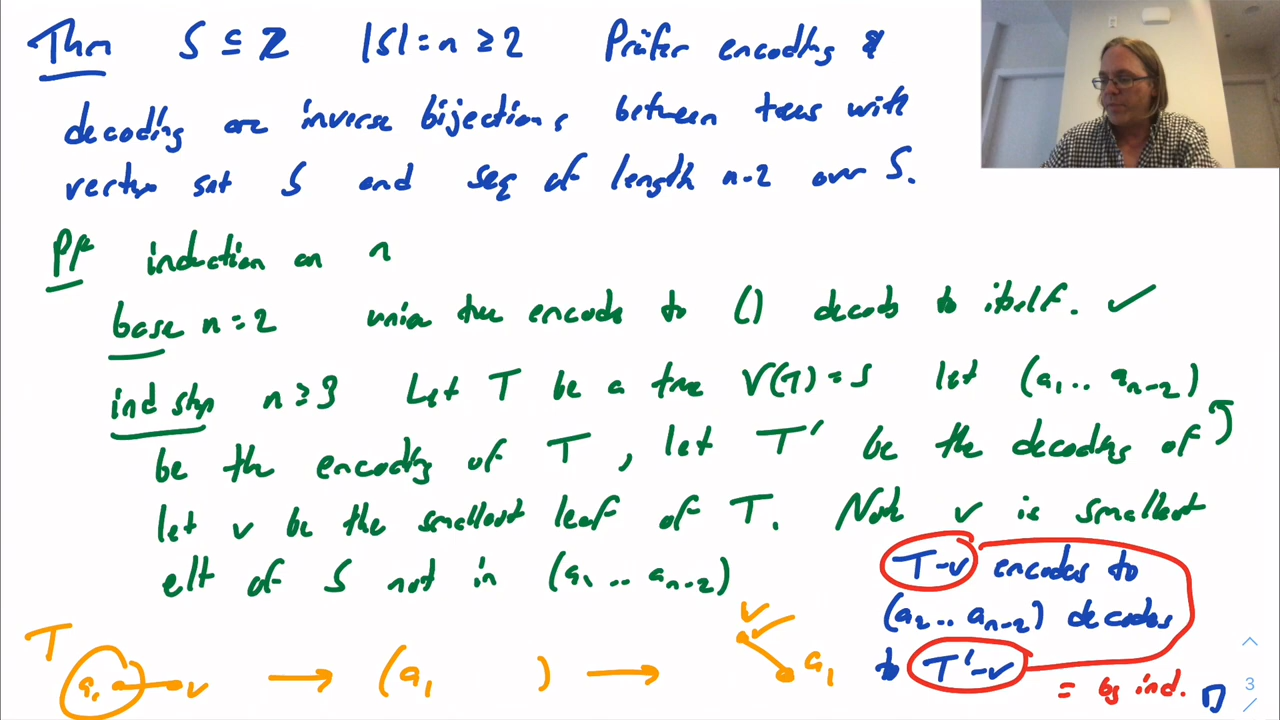 Thm S ⊆ Z |S| = n ≥ 2 Prüfer encoding &
decoding are inverse bijections between trees with
vertex set S and seq of length n-2 over S.
Pf induction on n
base n = 2 unique tree encodes to () decodes to itself. ✓
ind step n ≥ 3 Let T be a tree V(T) = S let (a₁ .. aₙ₋₂)
be the encoding of T, let T' be the decoding of
let v be the smallest leaf of T. Note v is smallest
elt of S not in (a₁ .. aₙ₋₂)
T-v encodes to
(a₂ .. aₙ₋₂) decodes
to T'-v
= by ind. □
T
a₁ v → (a₁ ) → v a₁
3